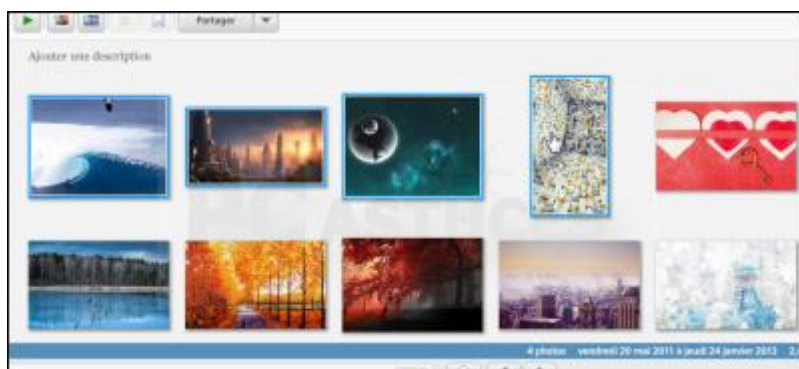 Partager
Ajouter une description
4 photos vendredi 20 mai 2011 à jeudi 24 janvier 2013